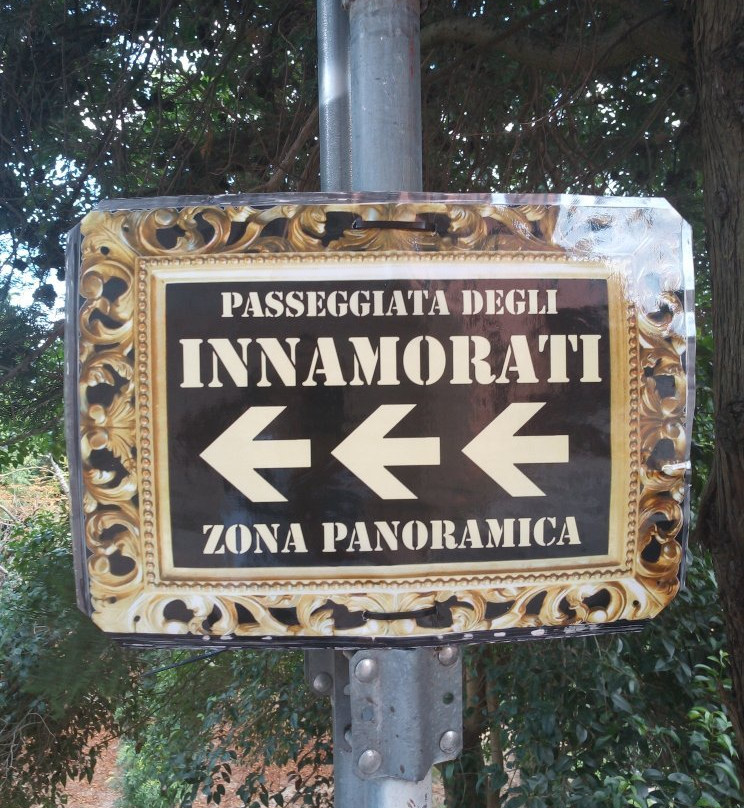 PASSEGGIATA DEGLI
INNAMORATI
ZONA PANORAMICA